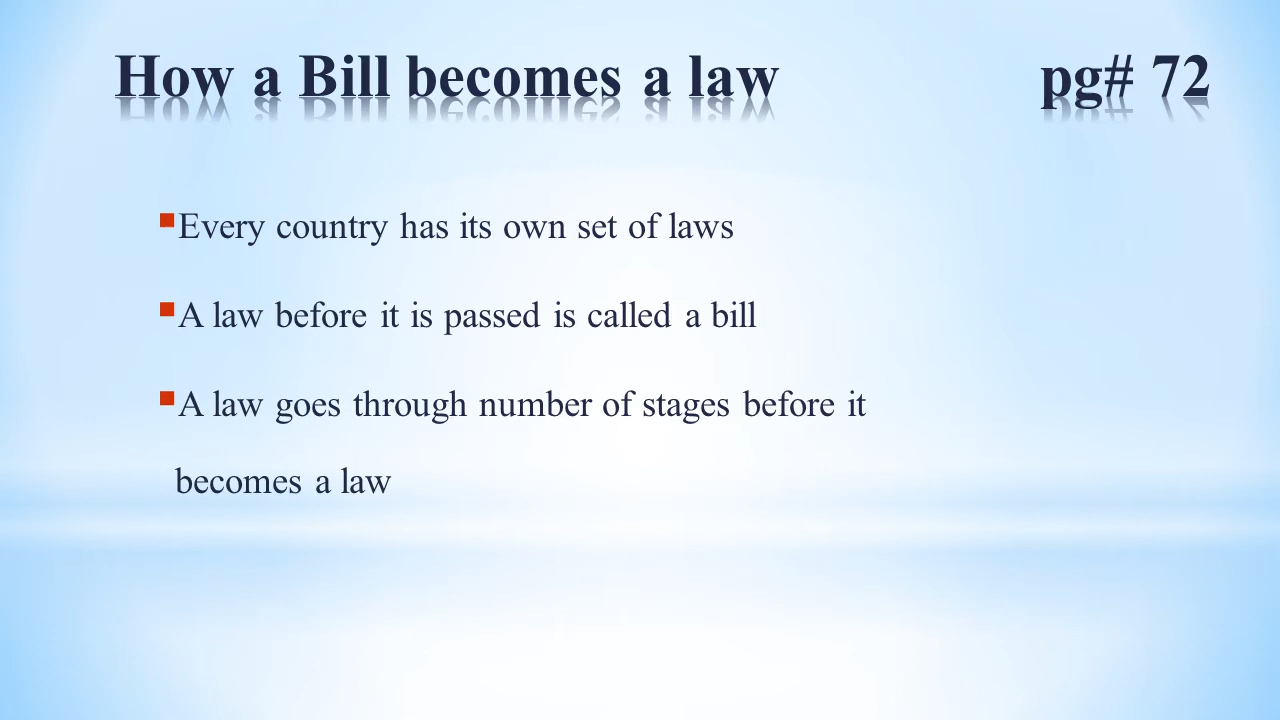 How a Bill becomes a law pg# 72
▪Every country has its own set of laws
▪A law before it is passed is called a bill
▪A law goes through number of stages before it
becomes a law